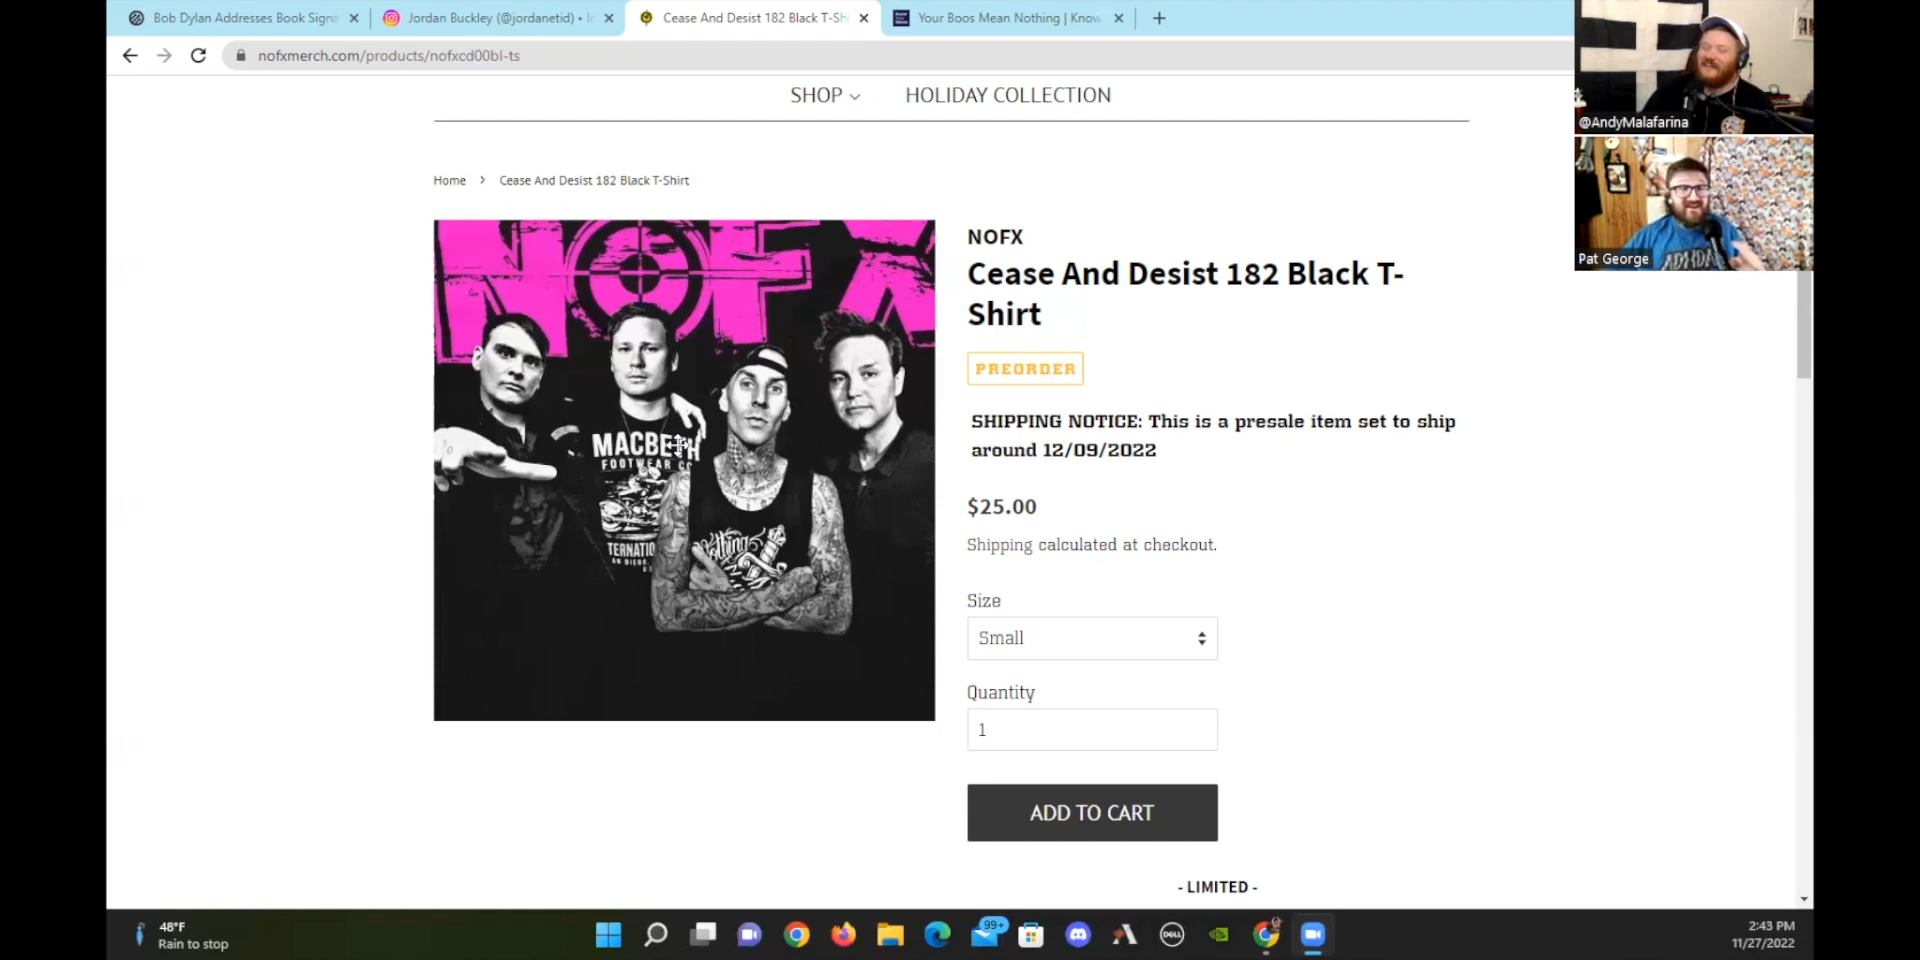 Bob Dylan Addresses Book Signa
Jordan Buckley (@jordanetid) • I
Cease And Desist 182 Black T-Sh
Your Boos Mean Nothing | Know
nofxmerch.com/products/nofxcd00bl-ts
@AndyMalafarina
Pat George
SHOP
HOLIDAY COLLECTION
Home > Cease And Desist 182 Black T-Shirt
NOFX
MACBETH
FOOTWEAR CO
Nothing
NOFX
Cease And Desist 182 Black T-
Shirt
PREORDER
SHIPPING NOTICE: This is a presale item set to ship
around 12/09/2022
$25.00
Shipping calculated at checkout.
Size
Small
Quantity
1
ADD TO CART
- LIMITED -
48°F
Rain to stop
99+
DELL
2:43 PM
11/27/2022